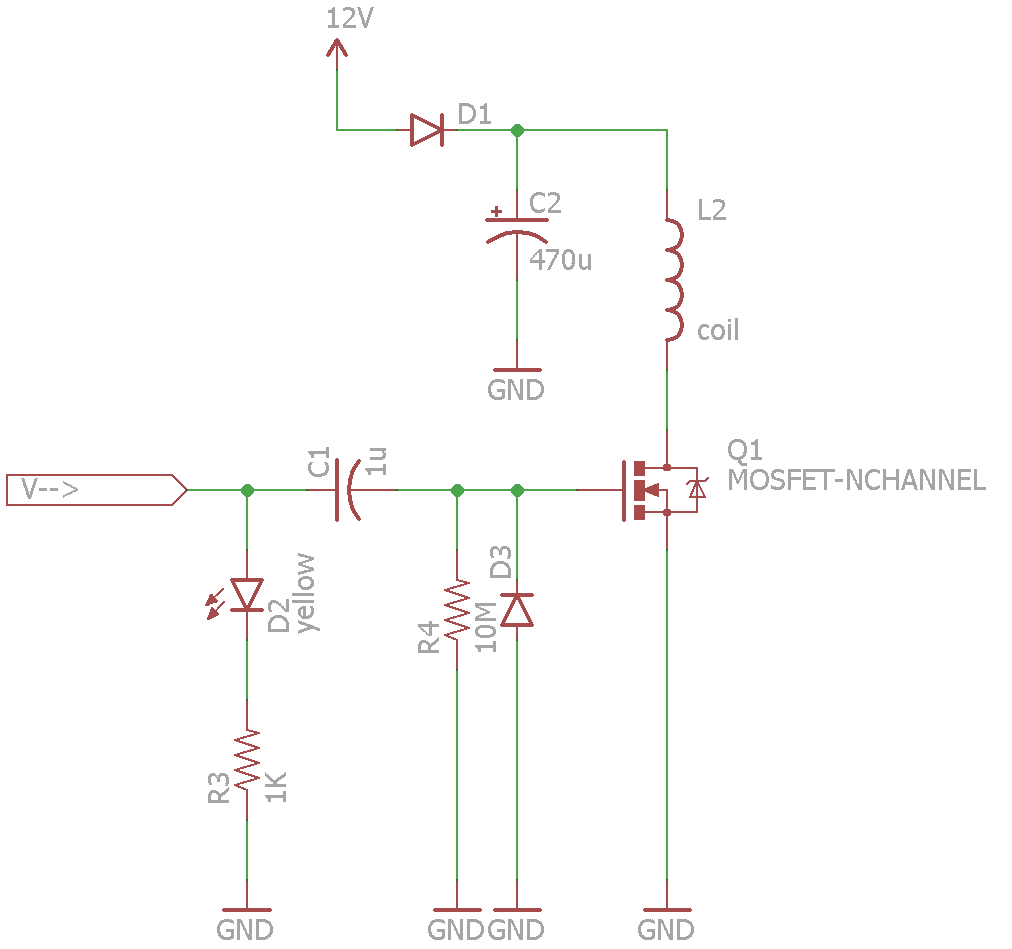 12V
D1
C2
470u
GND
L2
coil
Q1
MOSFET-NCHANNEL
V-->
C1
1u
D2
yellow
R3
1K
R4
10M
D3
GND
GND
GND
GND